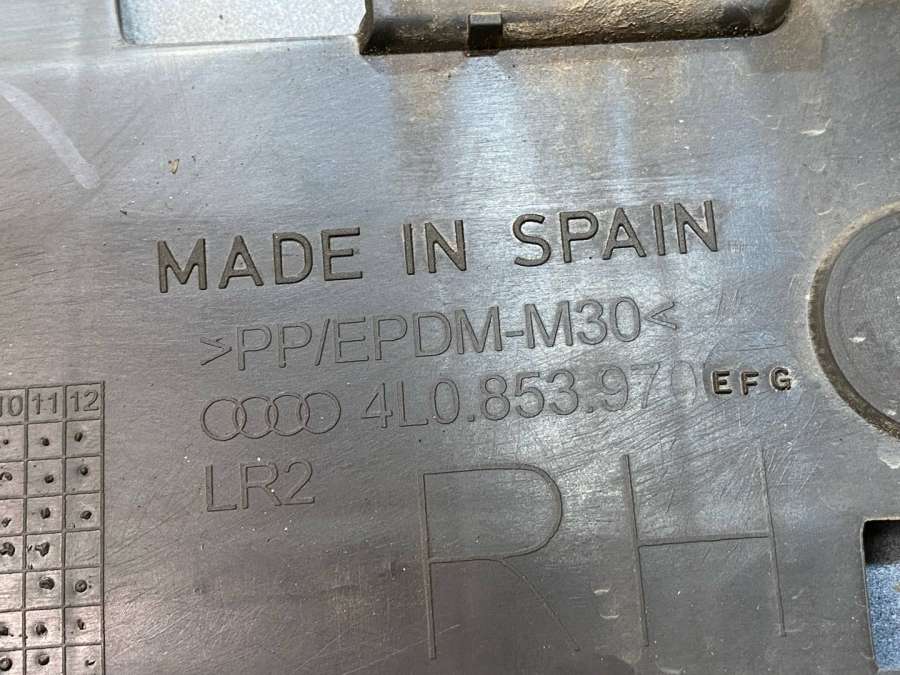 MADE IN SPAIN
>PP/EPDM-M30<
4L0.853.970 EFG
LR2
RH
10 11 12